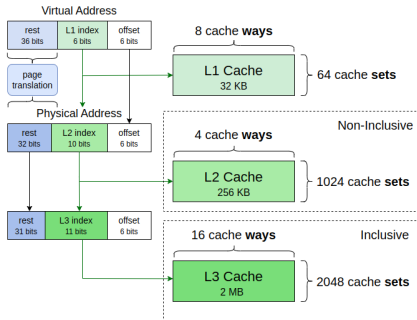 Virtual Address
rest
36 bits
L1 index
6 bits
offset
6 bits
page
translation
8 cache ways
L1 Cache
32 KB
64 cache sets
Physical Address
rest
32 bits
L2 index
10 bits
offset
6 bits
Non-Inclusive
4 cache ways
L2 Cache
256 KB
1024 cache sets
rest
31 bits
L3 index
11 bits
offset
6 bits
Inclusive
16 cache ways
L3 Cache
2 MB
2048 cache sets